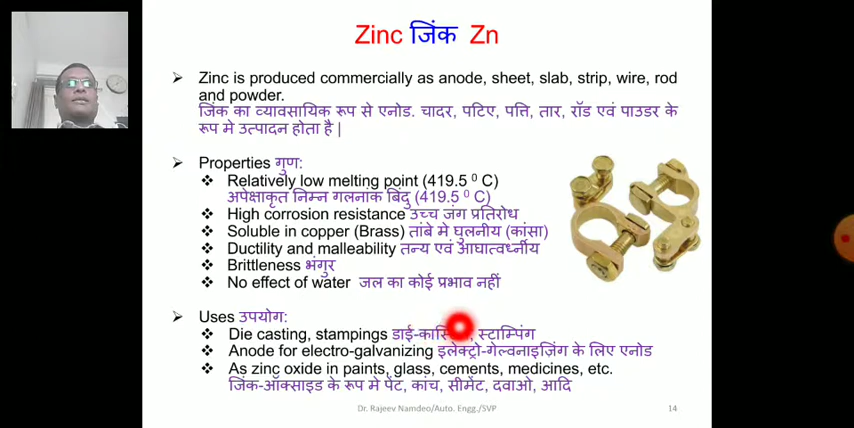 Zinc जिंक Zn
Zinc is produced commercially as anode, sheet, slab, strip, wire, rod
and powder.
जिंक का व्यावसायिक रूप से एनोड. चादर, पटिए, पत्ति, तार, रॉड एवं पाउडर के
रूप मे उत्पादन होता है |
Properties गुण:
Relatively low melting point (419.5 ⁰ C)
अपेक्षाकृत निम्न गलनांक बिंदु (419.5 ⁰ C)
High corrosion resistance उच्च जंग प्रतिरोध
Soluble in copper (Brass) तांबे मे घुलनीय (कांसा)
Ductility and malleability तन्य एवं आघात्वर्ध्नीय
Brittleness भंगुर
No effect of water जल का कोई प्रभाव नहीं
Uses उपयोग:
Die casting, stampings स्टाम्पिंग
Anode for electro-galvanizing इलेक्ट्रो-गेल्वनाइज़िंग के लिए एनोड
As zinc oxide in paints, glass, cements, medicines, etc.
जिंक-ऑक्साइड के रूप मे पेंट, कांच, सीमेंट, दवाओ, आदि
Dr. Rajeev Namdeo/Auto. Engg./SVP 14